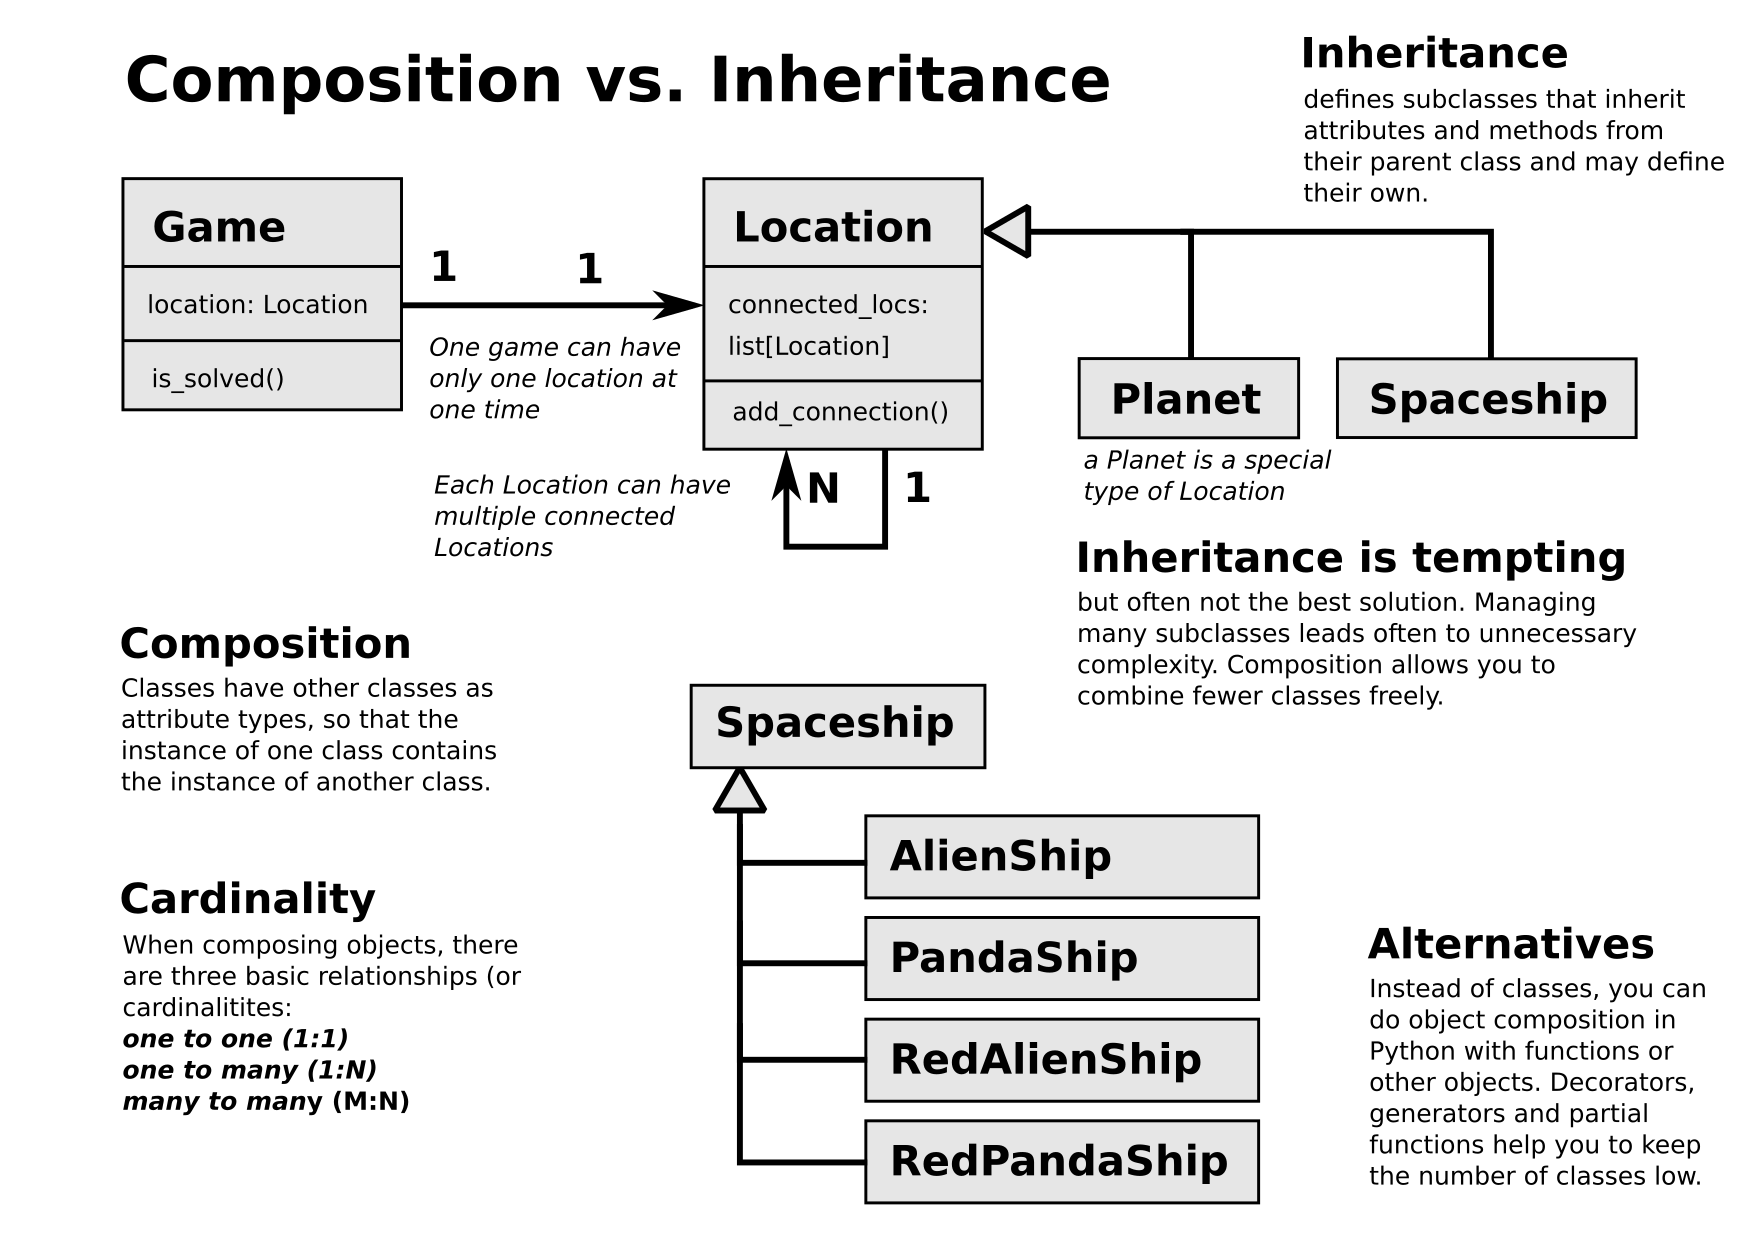 Composition vs. Inheritance
Inheritance
defines subclasses that inherit
attributes and methods from
their parent class and may define
their own.
Game
location: Location
is_solved()
1
1
One game can have
only one location at
one time
Location
connected_locs:
list[Location]
add_connection()
N
1
Each Location can have
multiple connected
Locations
Planet
Spaceship
a Planet is a special
type of Location
Inheritance is tempting
but often not the best solution. Managing
many subclasses leads often to unnecessary
complexity. Composition allows you to
combine fewer classes freely.
Composition
Classes have other classes as
attribute types, so that the
instance of one class contains
the instance of another class.
Spaceship
AlienShip
PandaShip
RedAlienShip
RedPandaShip
Cardinality
When composing objects, there
are three basic relationships (or
cardinalitites:
one to one (1:1)
one to many (1:N)
many to many (M:N)
Alternatives
Instead of classes, you can
do object composition in
Python with functions or
other objects. Decorators,
generators and partial
functions help you to keep
the number of classes low.